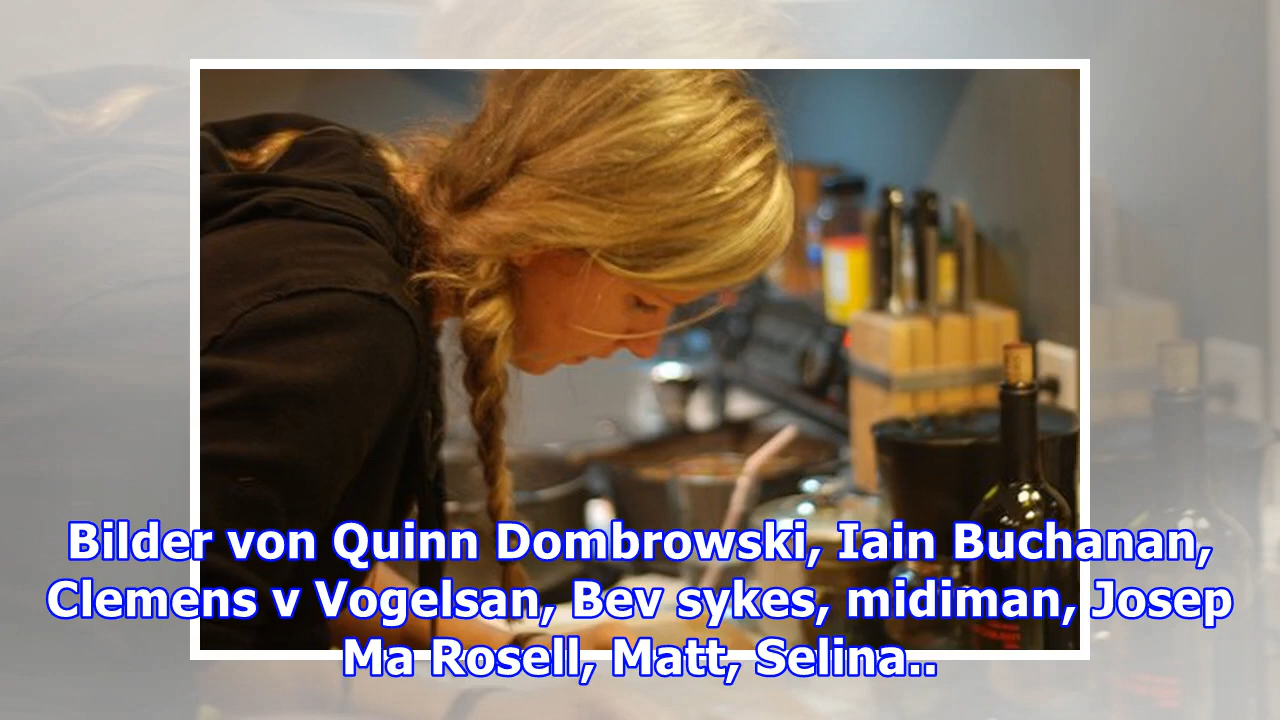 Bilder von Quinn Dombrowski, Iain Buchanan,
Clemens v Vogelsan, Bev sykes, midiman, Josep
Ma Rosell, Matt, Selina..